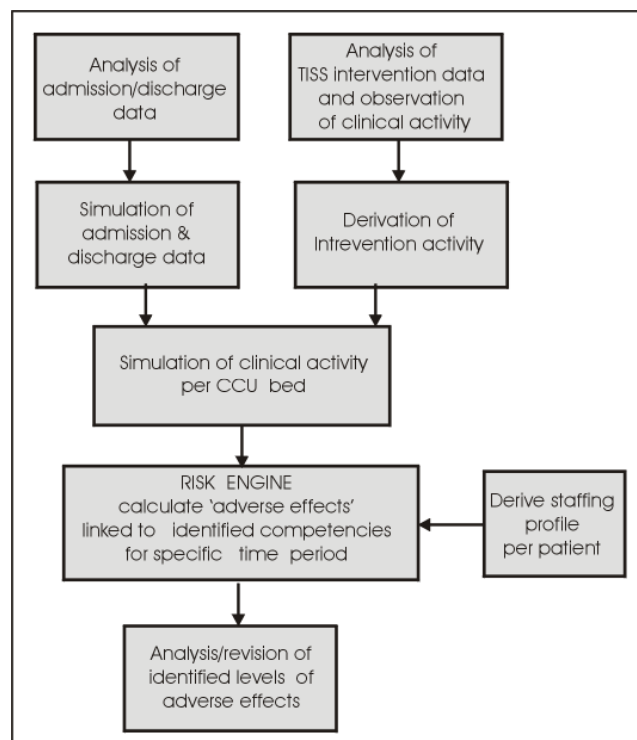 Analysis of
admission/discharge
data
Analysis of
TISS intervention data
and observation
of clinical activity
Simulation of
admission &
discharge data
Derivation of
Intrevention activity
Simulation of clinical activity
per CCU bed
RISK ENGINE
calculate 'adverse effects'
linked to identified competencies
for specific time period
Derive staffing
profile
per patient
Analysis/revision of
identified levels of
adverse effects